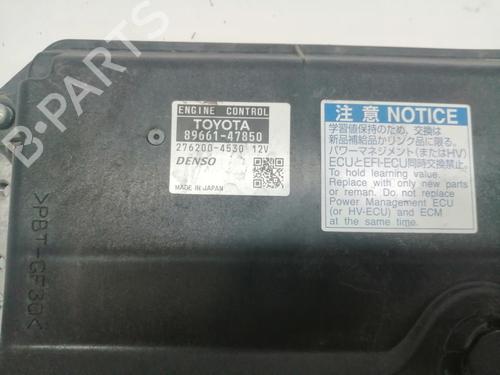 ENGINE CONTROL
TOYOTA
89661-47850
276200-4530 12V
DENSO
MADE IN JAPAN
注意 NOTICE
学習値保持のため、交換は
新品補給品かリンク品に限る。
パワーマネジメント(またはHV)
ECUとEFI-ECU同時交換禁止。
To hold learning value.
Replace with only new parts
or reman. Do not replace
Power Management ECU
(or HV-ECU) and ECM
at the same time.
>PBT-GF30<
B-PARTS